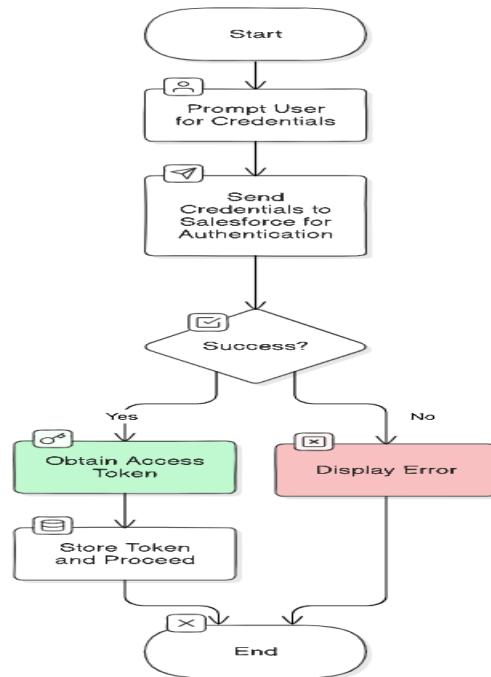 Start
Prompt User
for Credentials
Send
Credentials to
Salesforce for
Authentication
Success?
Yes
No
Obtain Access
Token
Display Error
Store Token
and Proceed
End